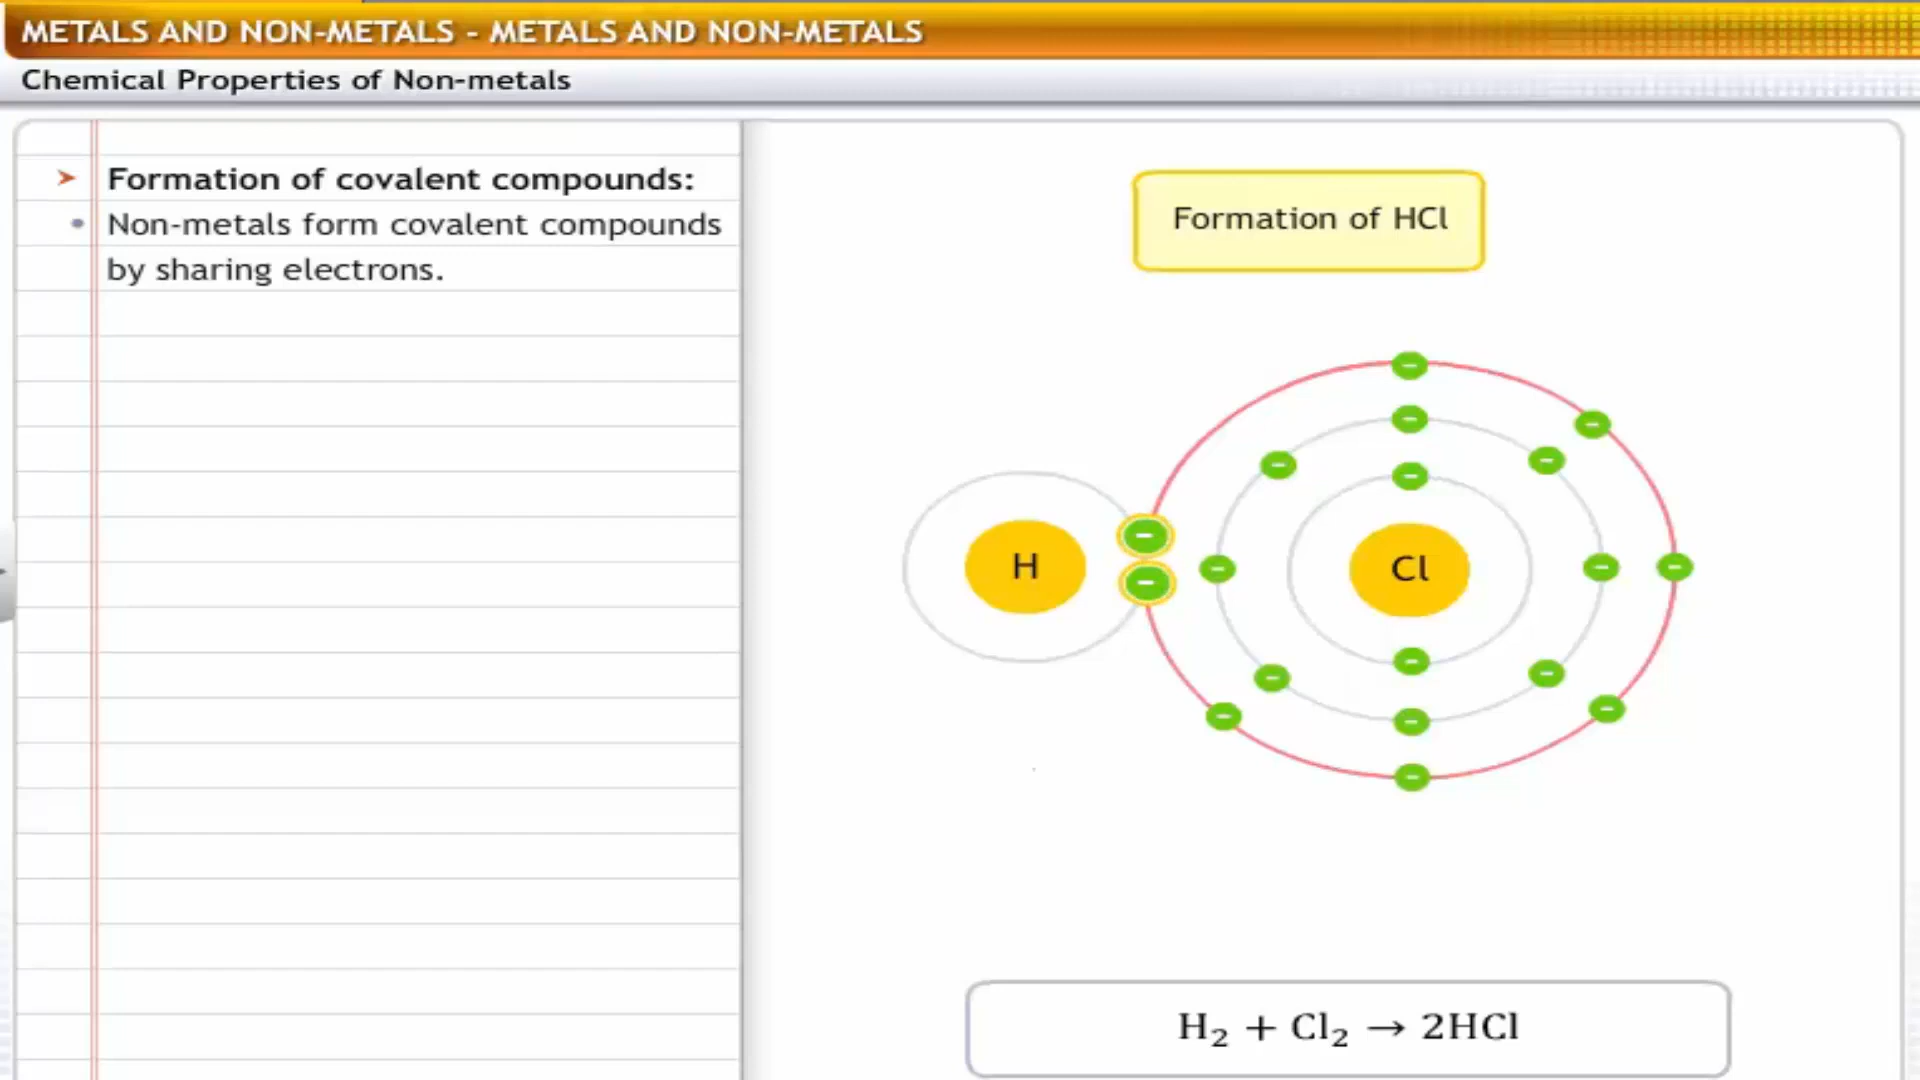 METALS AND NON-METALS - METALS AND NON-METALS
Chemical Properties of Non-metals
➤ Formation of covalent compounds:
• Non-metals form covalent compounds
by sharing electrons.
Formation of HCl
H
Cl
H₂ + Cl₂ → 2HCl